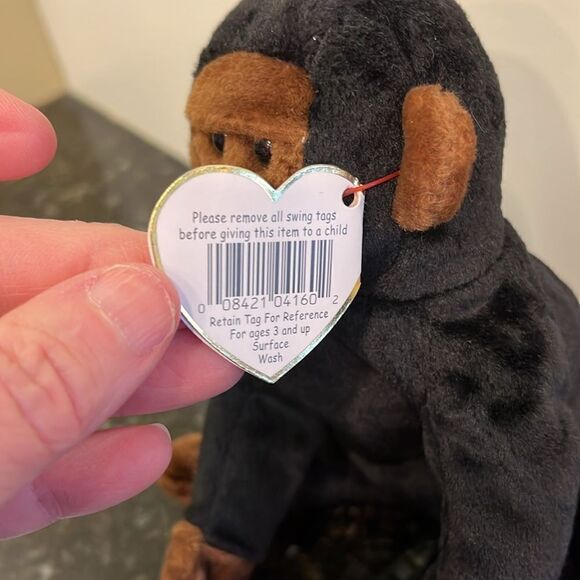 Please remove all swing tags
before giving this item to a child
0 08421 04160 2
Retain Tag For Reference
For ages 3 and up
Surface
Wash